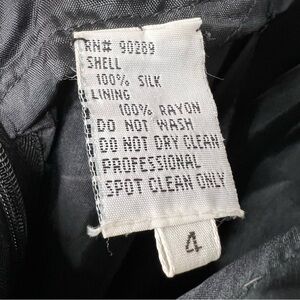 RN# 90289
SHELL
100% SILK
LINING
100% RAYON
DO NOT WASH
DO NOT DRY CLEAN
PROFESSIONAL
SPOT CLEAN ONLY
4